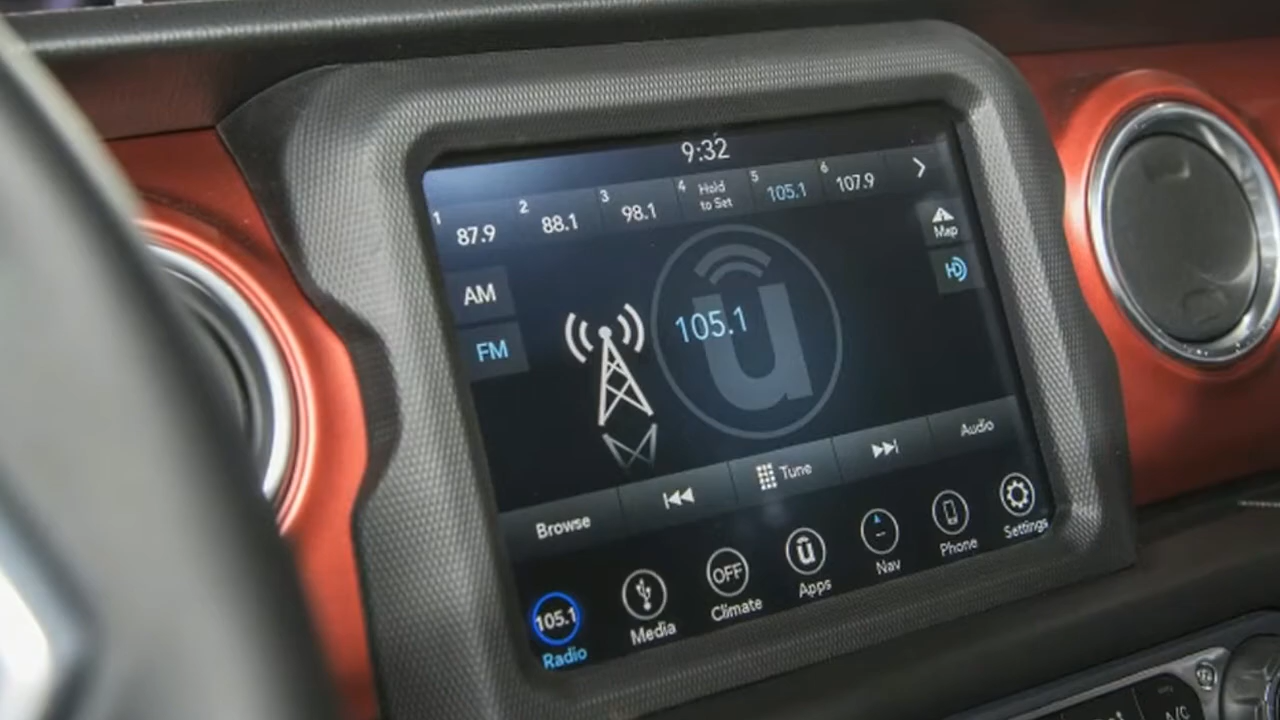 9:32
1 87.9
2 88.1
3 98.1
4 Hold
to Set
5 105.1
6 107.9
AM
FM
Map
HD
105.1
u
Browse
Tune
Audio
105.1
Radio
Media
OFF
Climate
u
Apps
Nav
Phone
Settings
A/C